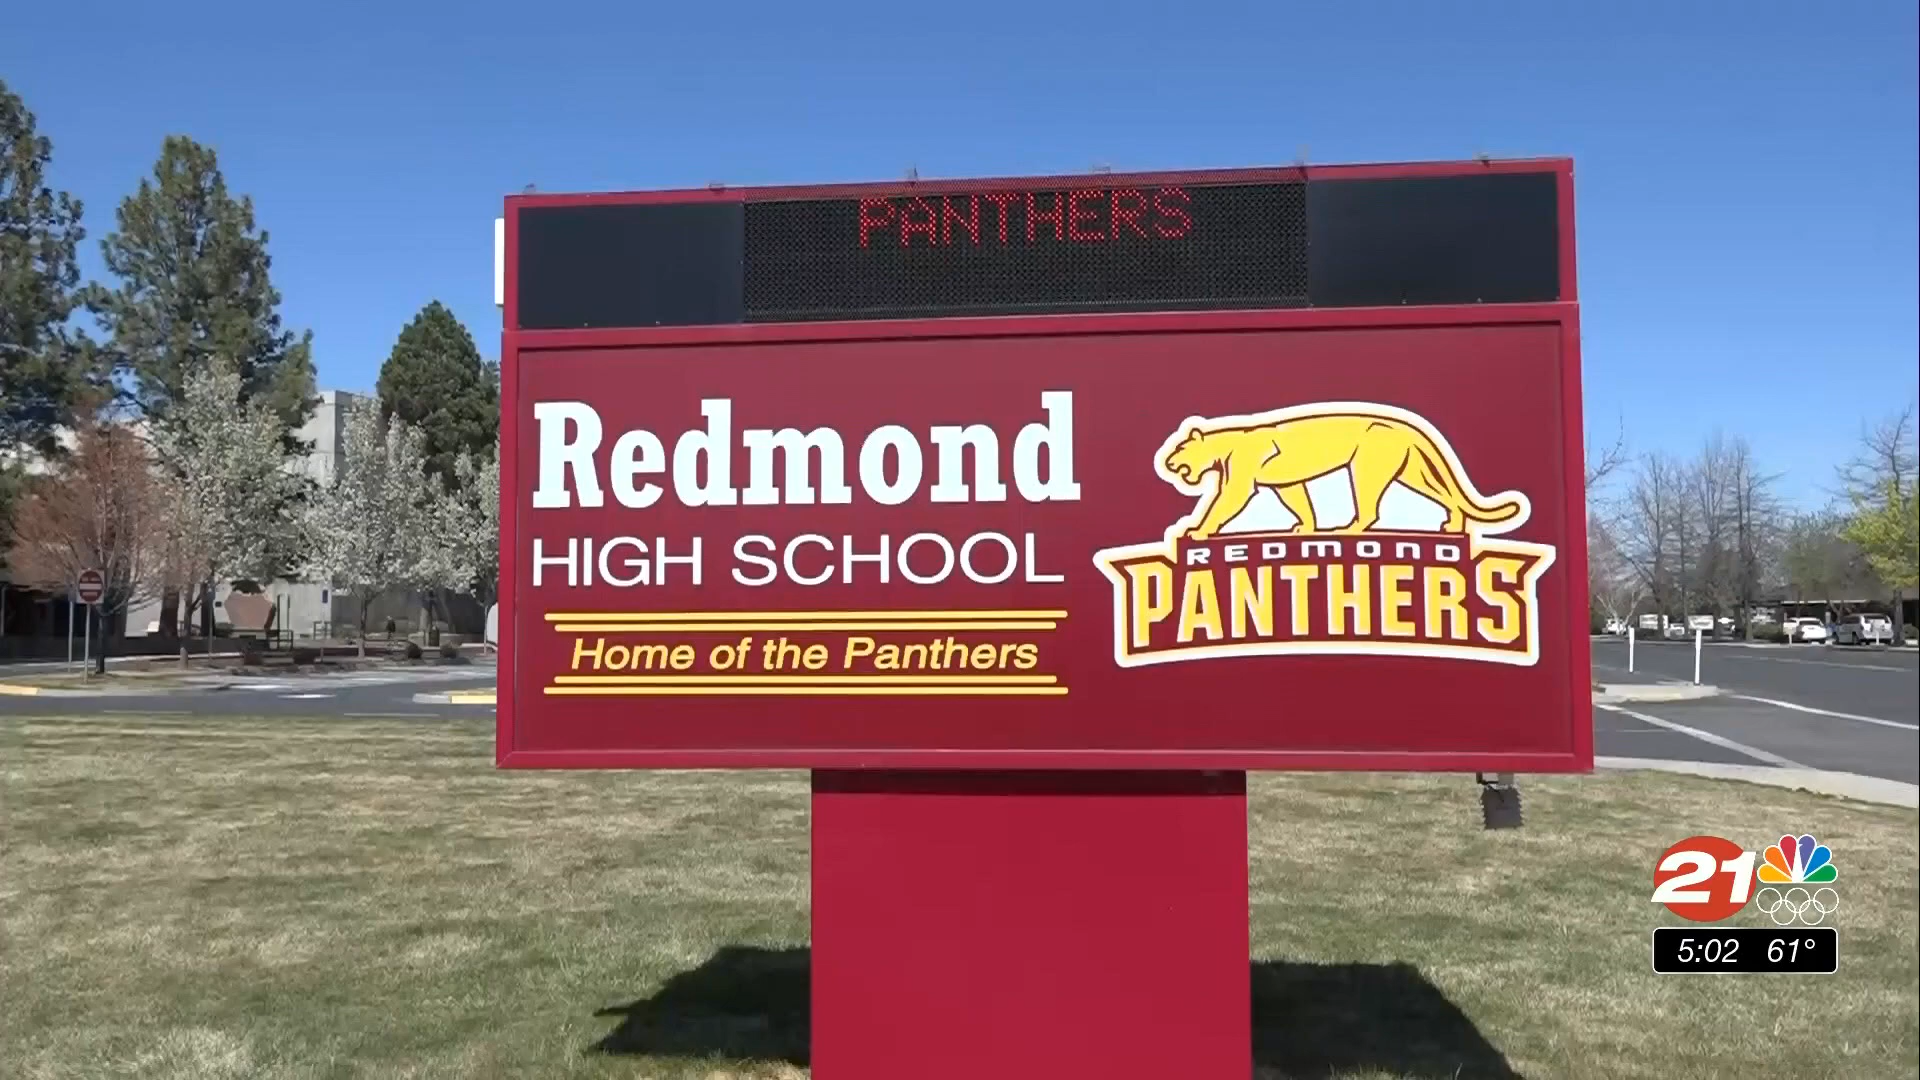 PANTHERS
Redmond
HIGH SCHOOL
Home of the Panthers
REDMOND
PANTHERS
21
5:02 61°